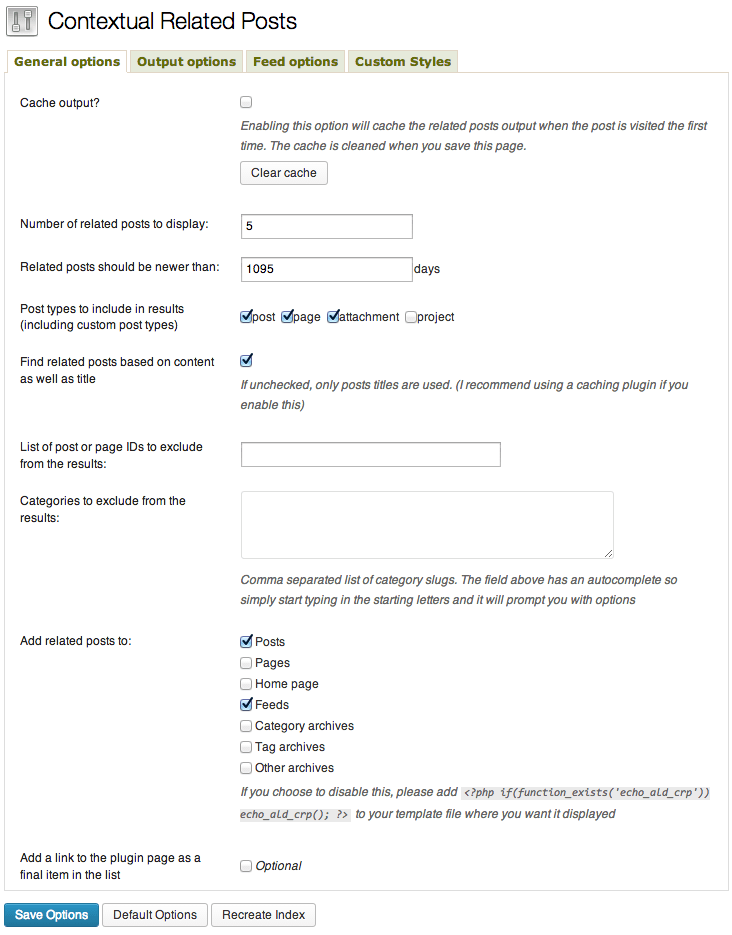 Contextual Related Posts
General options Output options Feed options Custom Styles
Cache output?
Enabling this option will cache the related posts output when the post is visited the first
time. The cache is cleaned when you save this page.
Clear cache
Number of related posts to display:
5
Related posts should be newer than:
1095 days
Post types to include in results
(including custom post types)
post page attachment project
Find related posts based on content
as well as title
If unchecked, only posts titles are used. (I recommend using a caching plugin if you
enable this)
List of post or page IDs to exclude
from the results:
Categories to exclude from the
results:
Comma separated list of category slugs. The field above has an autocomplete so
simply start typing in the starting letters and it will prompt you with options
Add related posts to:
Posts
Pages
Home page
Feeds
Category archives
Tag archives
Other archives
If you choose to disable this, please add <?php if(function_exists('echo_ald_crp'))
echo_ald_crp(); ?> to your template file where you want it displayed
Add a link to the plugin page as a
final item in the list
Optional
Save Options Default Options Recreate Index